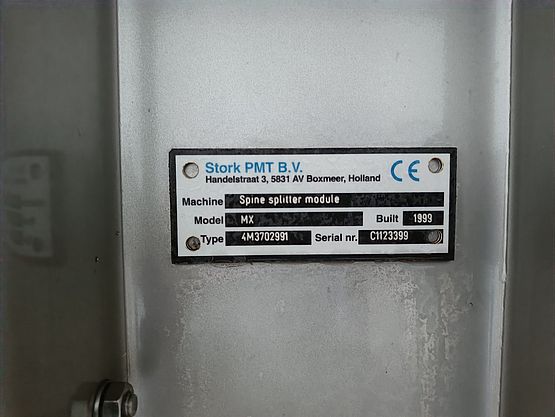 Stork PMT B.V.
Handelstraat 3, 5831 AV Boxmeer, Holland
CE
Machine Spine splitter module
Model MX Built 1999
Type 4M3702991 Serial nr. C1123399